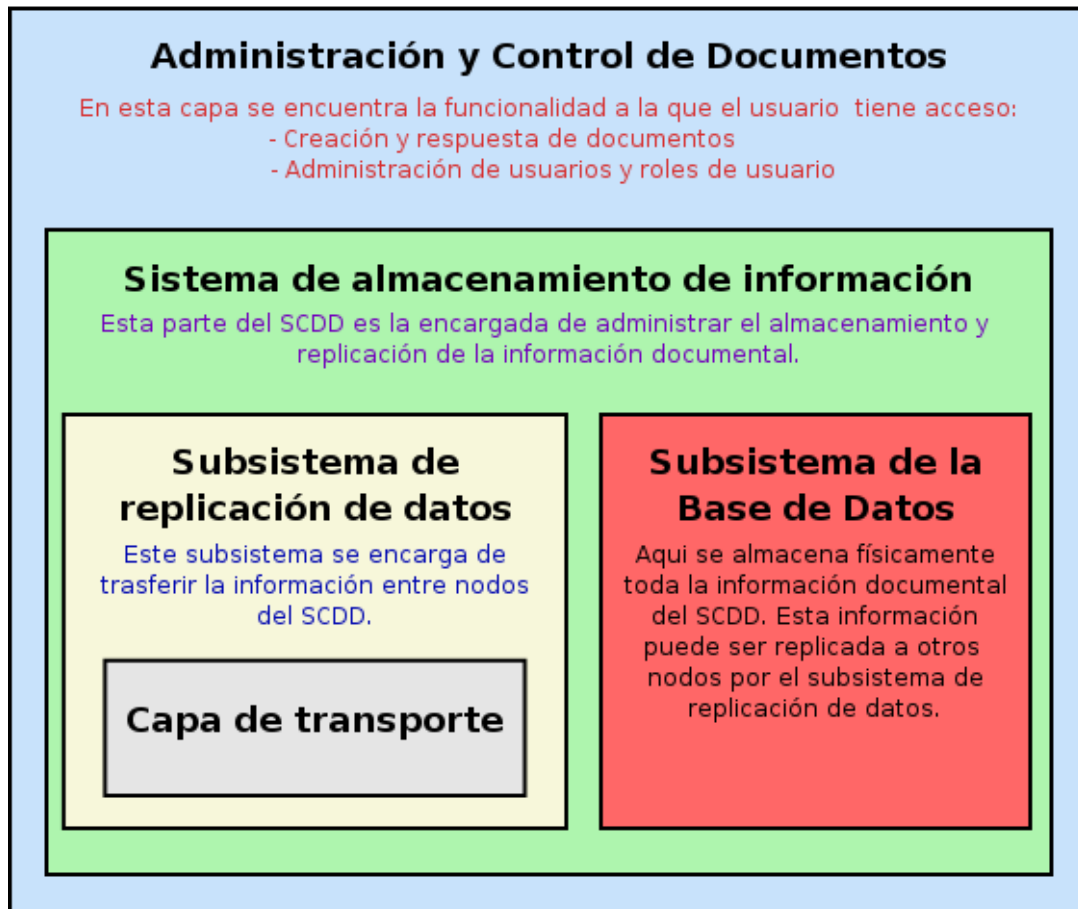 Administración y Control de Documentos
En esta capa se encuentra la funcionalidad a la que el usuario  tiene acceso:
- Creación y respuesta de documentos
- Administración de usuarios y roles de usuario
Sistema de almacenamiento de información
Esta parte del SCDD es la encargada de administrar el almacenamiento y
replicación de la información documental.
Subsistema de
replicación de datos
Este subsistema se encarga de
trasferir la información entre nodos
del SCDD.
Capa de transporte
Subsistema de la
Base de Datos
Aqui se almacena físicamente
toda la información documental
del SCDD. Esta información
puede ser replicada a otros
nodos por el subsistema de
replicación de datos.